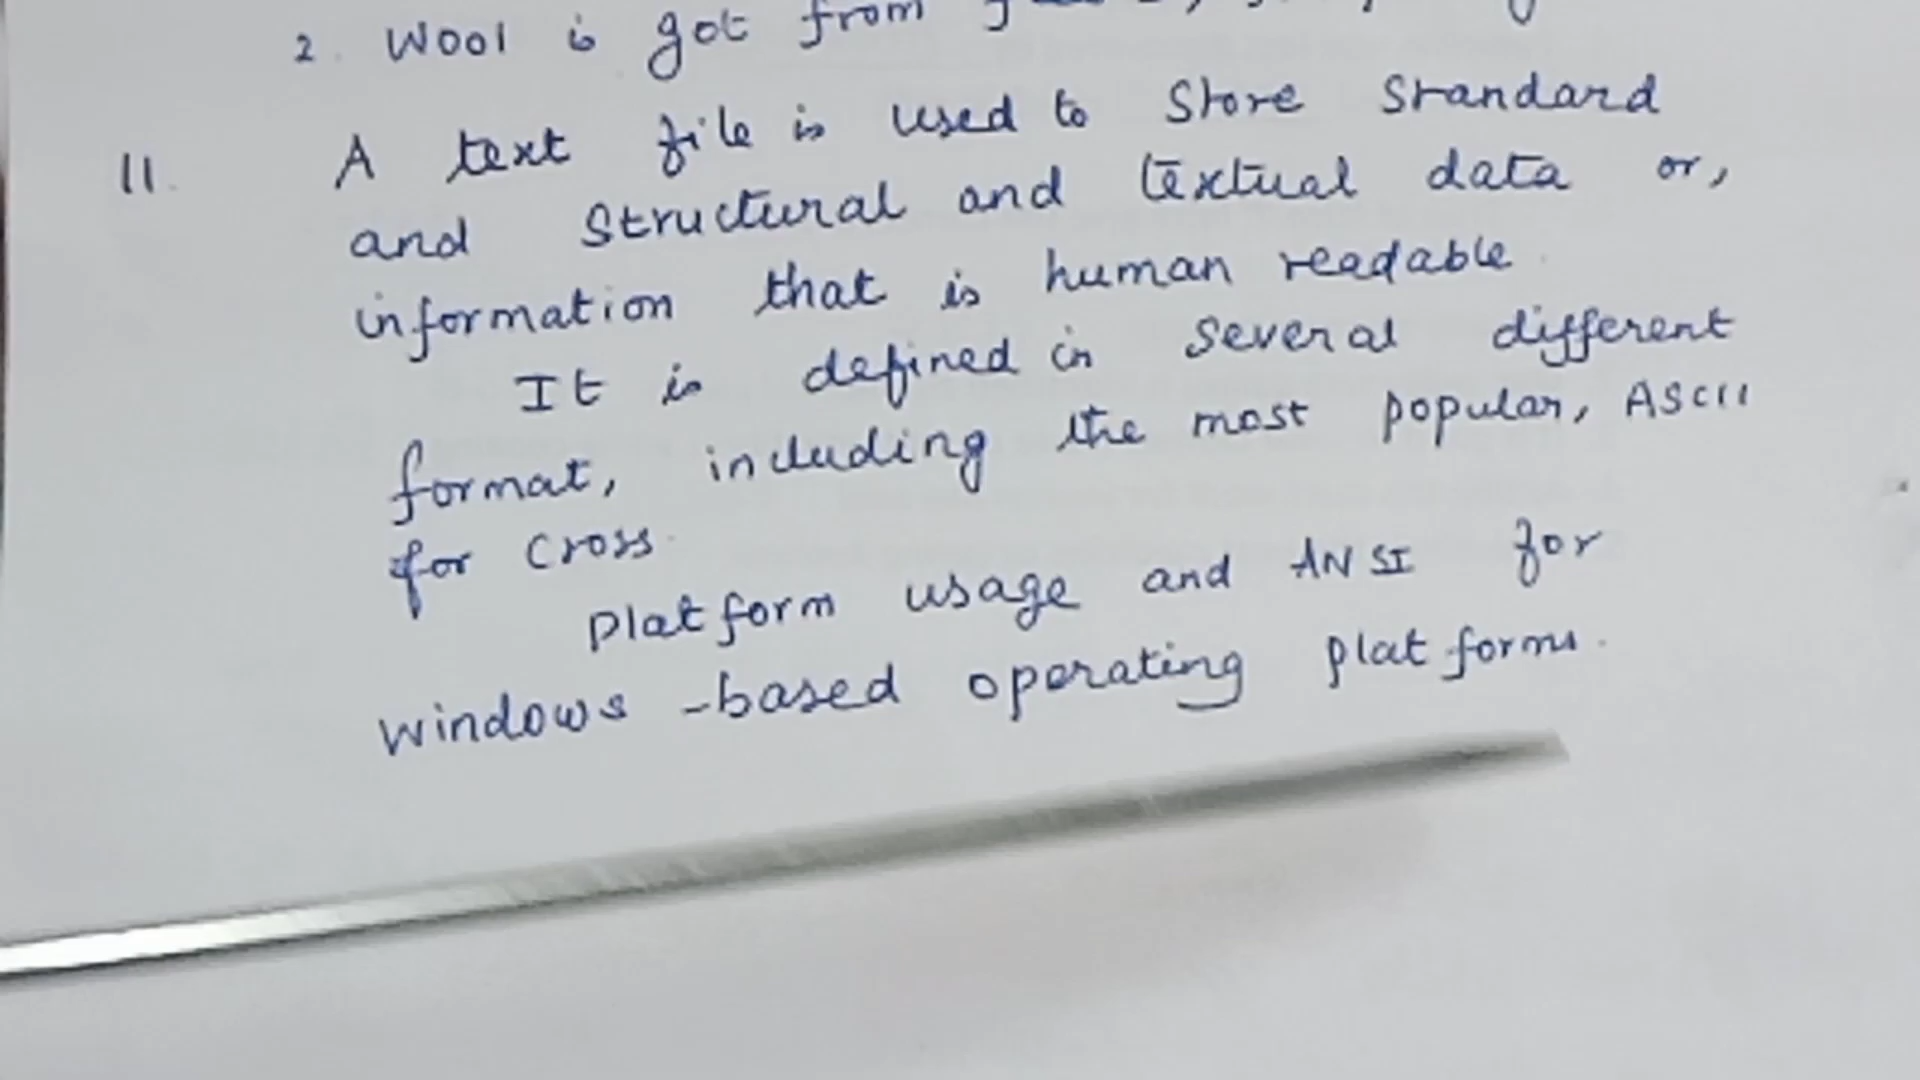 2. Wool is got from
11. A text file is used to store standard
and structural and textual data or,
information that is human readable.
It is defined in several different
format, including the most popular, ASCII
for cross.
Platform usage and ANSI for
windows -based operating platforms.